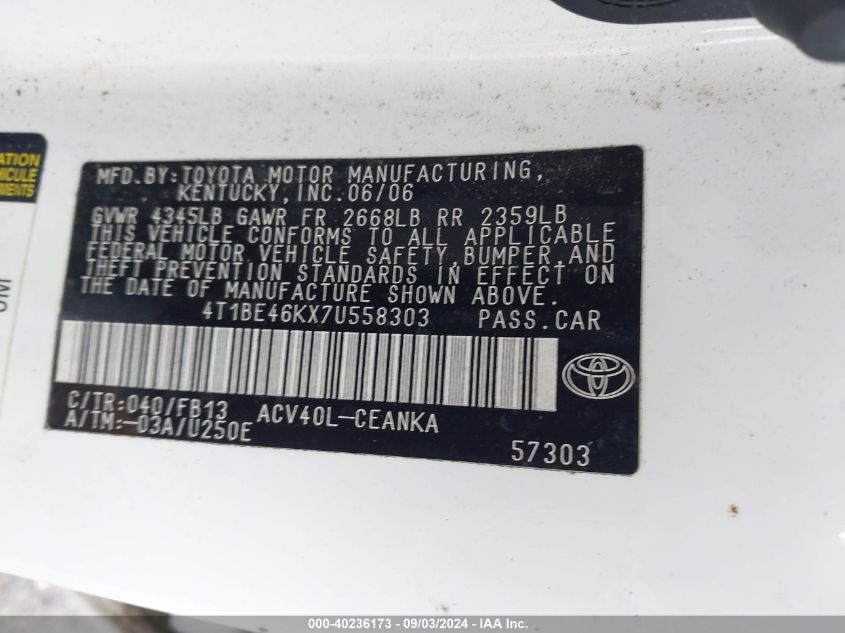 ATION
HICULE
MENTS
MFD.BY:TOYOTA MOTOR MANUFACTURING,
KENTUCKY,INC.06/06
GVWR 4345LB GAWR FR 2668LB RR 2359LB
THIS VEHICLE CONFORMS TO ALL APPLICABLE
FEDERAL MOTOR VEHICLE SAFETY,BUMPER,AND
THEFT PREVENTION STANDARDS IN EFFECT ON
THE DATE OF MANUFACTURE SHOWN ABOVE.
4T1BE46KX7U558303 PASS.CAR
C/TR:040/FB13 ACV40L-CEANKA
A/TM:-03A/U250E
57303
000-40236173 - 09/03/2024 - IAA Inc.